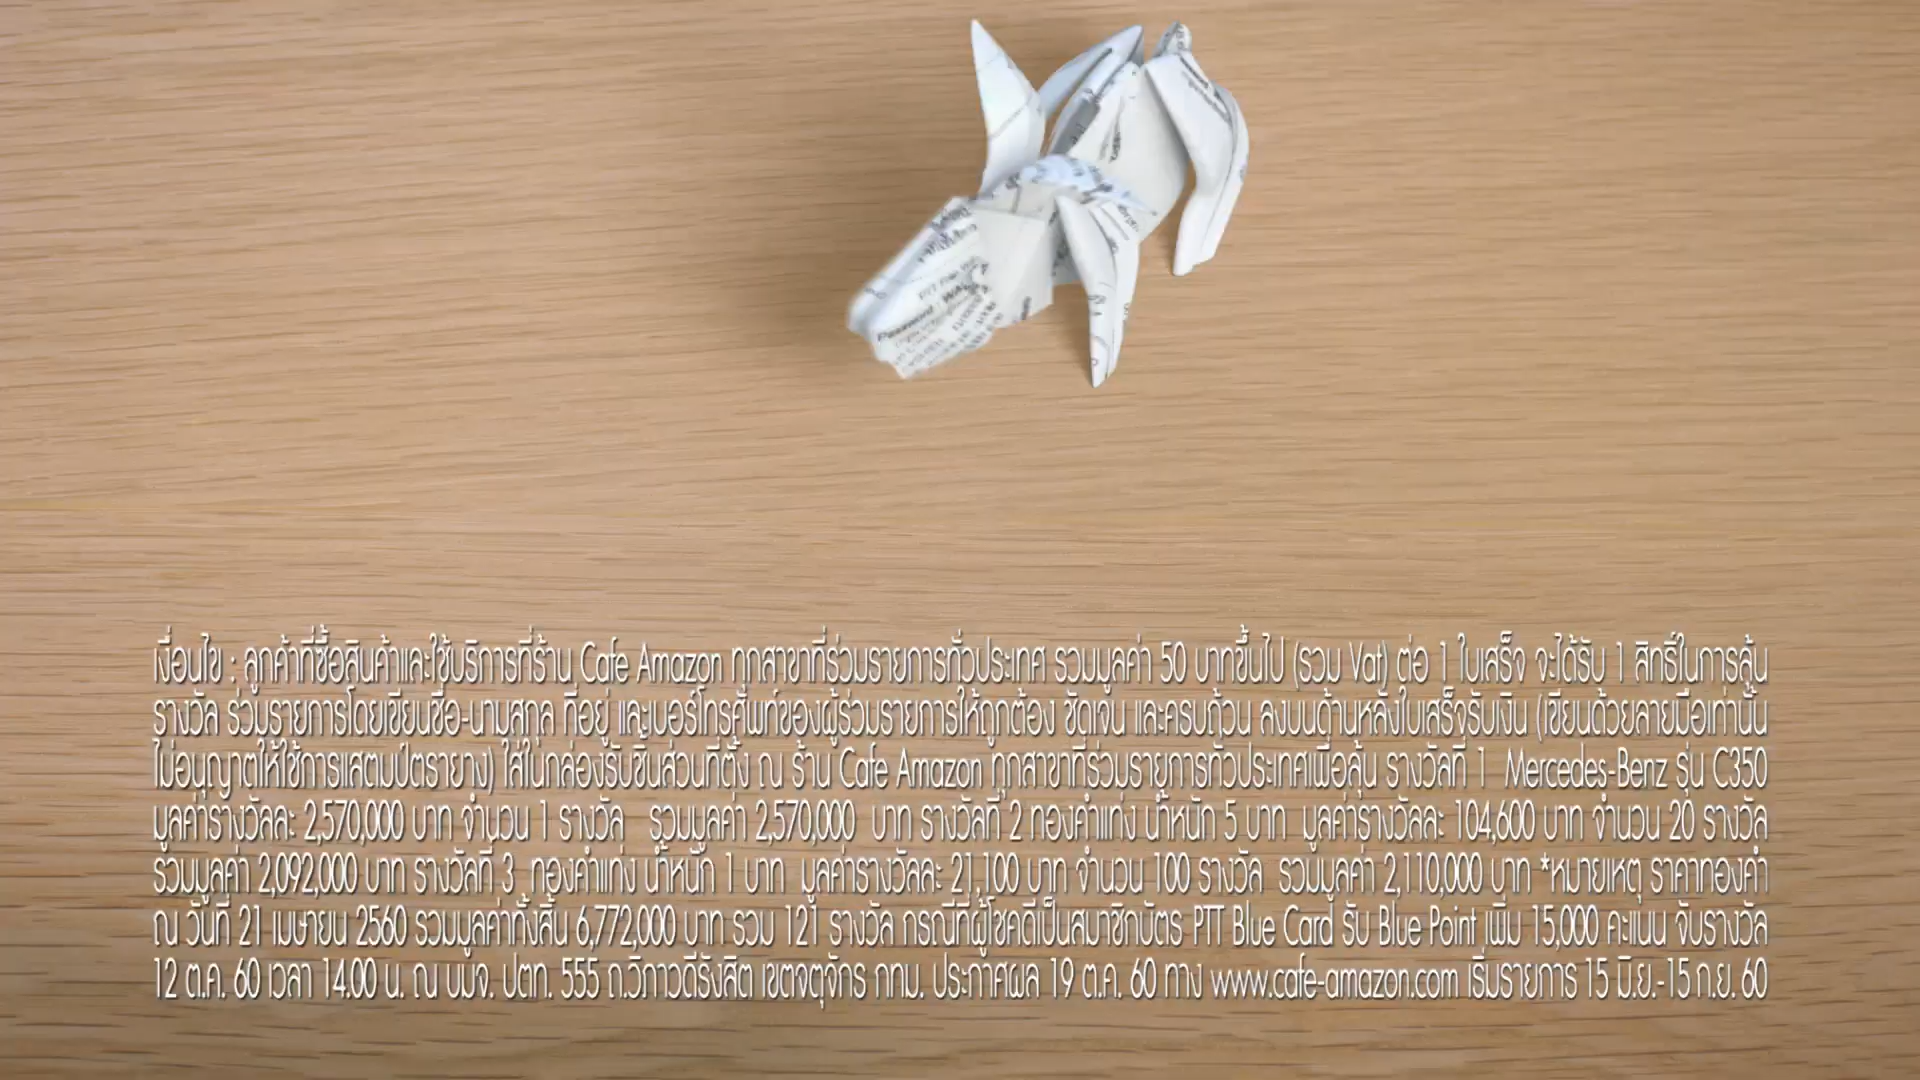 เงื่อนไข : ลูกค้าที่ซื้อสินค้าและใช้บริการที่ร้าน Cafe Amazon ทุกสาขาที่ร่วมรายการทั่วประเทศ รวมมูลค่า 50 บาทขึ้นไป (รวม Vat) ต่อ 1 ใบเสร็จ จะได้รับ 1 สิทธิ์ในการลุ้น
รางวัล ร่วมรายการโดยเขียนชื่อ-นามสกุล ที่อยู่ และเบอร์โทรศัพท์ของผู้ร่วมรายการให้ถูกต้อง ชัดเจน และครบถ้วน ลงบนด้านหลังใบเสร็จรับเงิน (เขียนด้วยลายมือเท่านั้น
ไม่อนุญาตให้ใช้การแสตมป์ตรายาง) ใส่ในกล่องรับชิ้นส่วนที่ตั้ง ณ ร้าน Cafe Amazon ทุกสาขาที่ร่วมรายการทั่วประเทศเพื่อลุ้น รางวัลที่ 1 Mercedes-Benz รุ่น C350
มูลค่ารางวัลละ 2,570,000 บาท จำนวน 1 รางวัล รวมมูลค่า 2,570,000 บาท รางวัลที่ 2 ทองคำแท่ง น้ำหนัก 5 บาท มูลค่ารางวัลละ 104,600 บาท จำนวน 20 รางวัล
รวมมูลค่า 2,092,000 บาท รางวัลที่ 3 ทองคำแท่ง น้ำหนัก 1 บาท มูลค่ารางวัลละ 21,100 บาท จำนวน 100 รางวัล รวมมูลค่า 2,110,000 บาท *หมายเหตุ ราคาทองคำ
ณ วันที่ 21 เมษายน 2560 รวมมูลค่าทั้งสิ้น 6,772,000 บาท รวม 121 รางวัล กรณีที่ผู้โชคดีเป็นสมาชิกบัตร PTT Blue Card รับ Blue Point เพิ่ม 15,000 คะแนน จับรางวัล
12 ต.ค. 60 เวลา 14.00 น. ณ บมจ. ปตท. 555 ถ.วิภาวดีรังสิต เขตจตุจักร กทม. ประกาศผล 19 ต.ค. 60 ทาง www.cafe-amazon.com เริ่มรายการ 15 มิ.ย.-15 ก.ย. 60